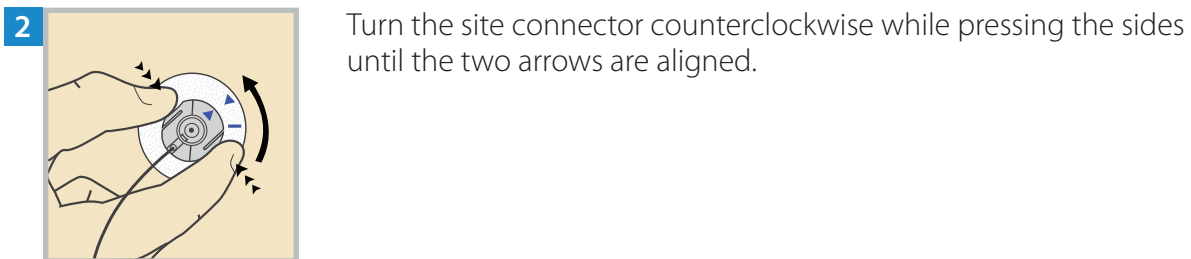 2
Turn the site connector counterclockwise while pressing the sides
until the two arrows are aligned.